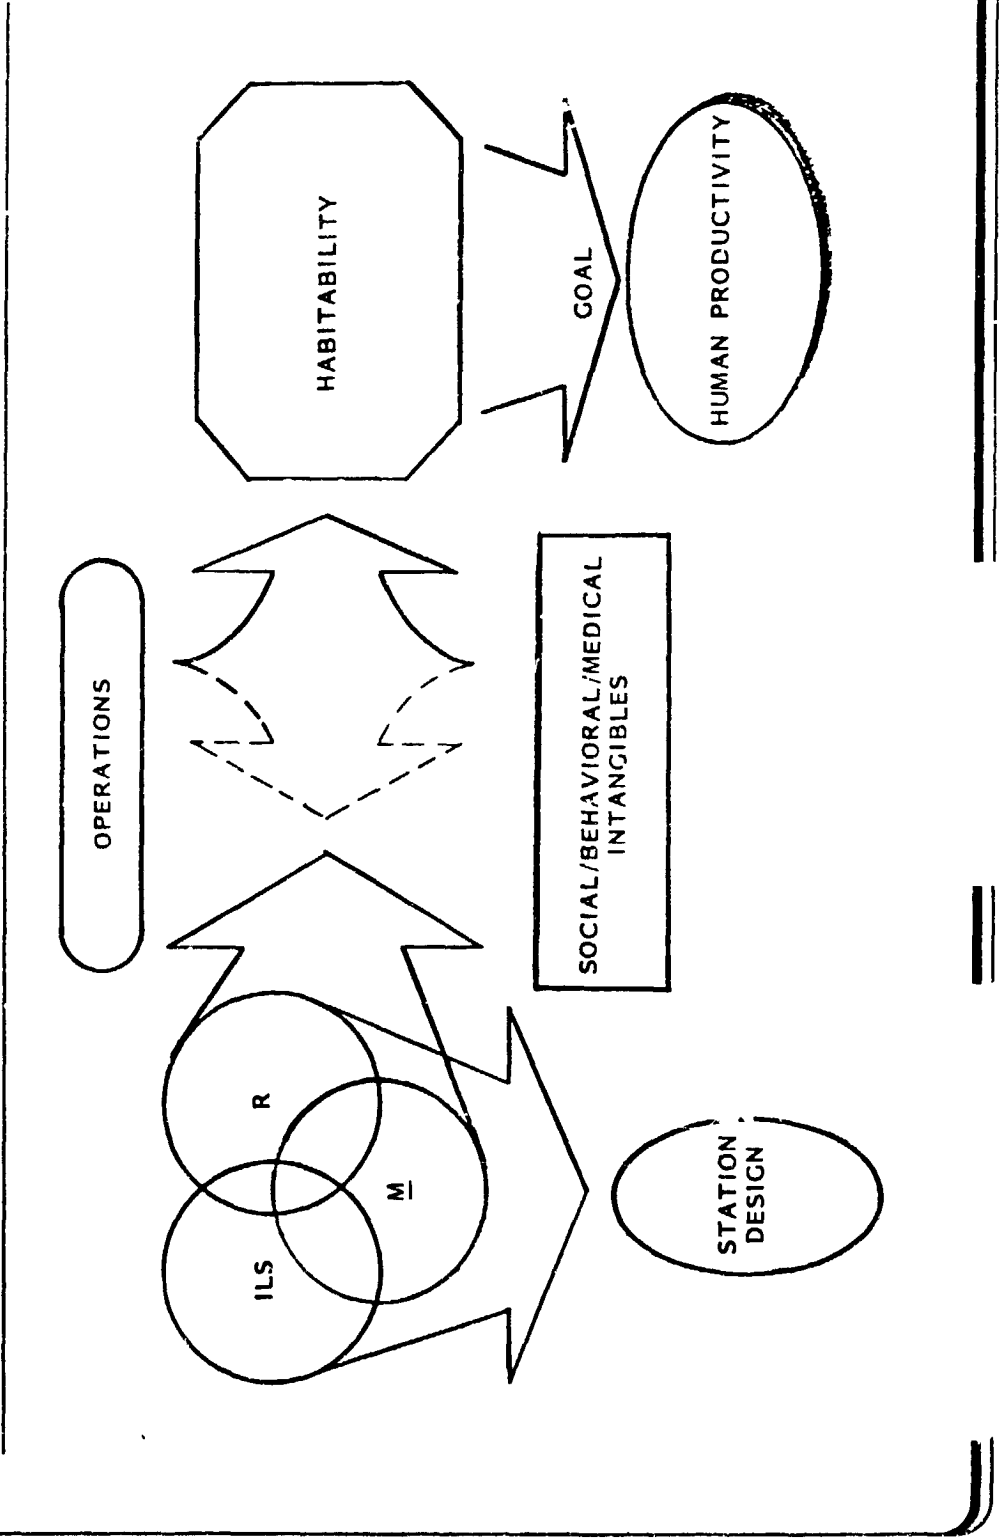 OPERATIONS
ILS
R
M
HABITABILITY
SOCIAL/BEHAVIORAL/MEDICAL
INTANGIBLES
GOAL
STATION
DESIGN
HUMAN PRODUCTIVITY